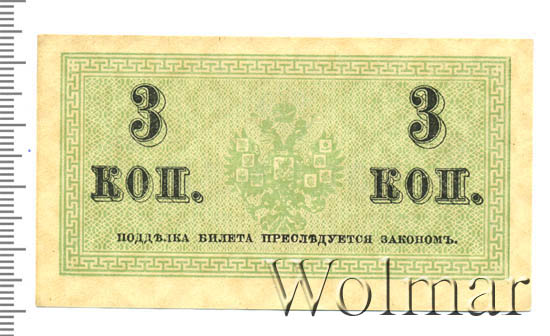 3 3
КОП. КОП.
ПОДДѢЛКА БИЛЕТА ПРЕСЛѢДУЕТСЯ ЗАКОНОМЪ.
Wolmar